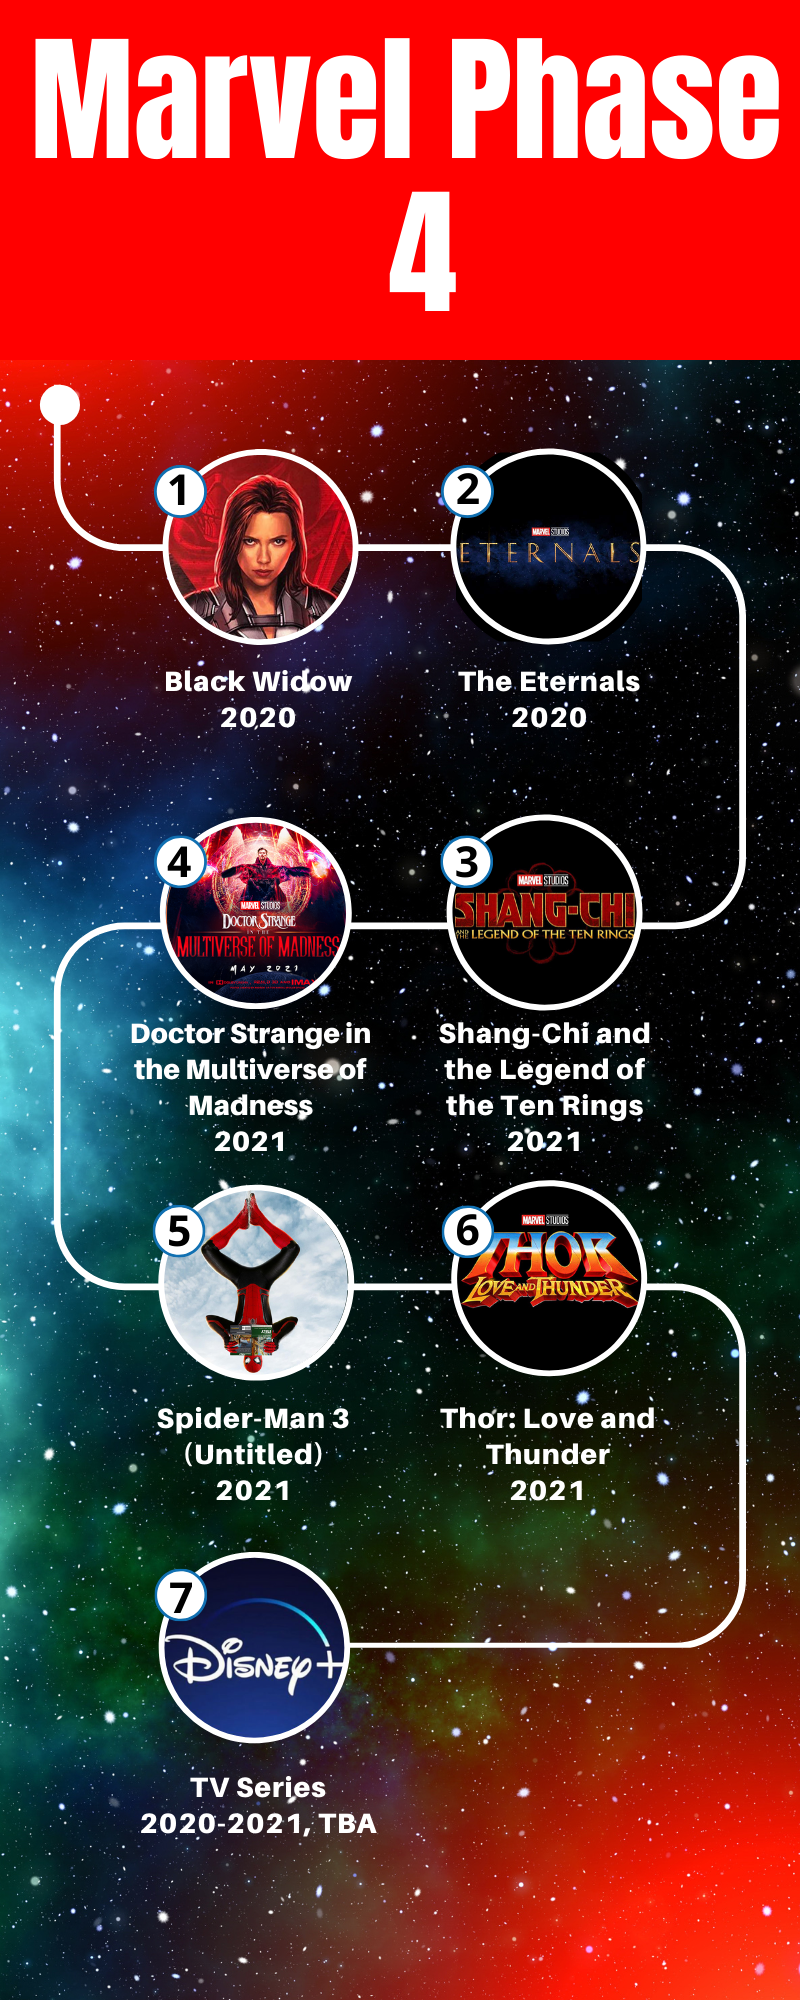 Marvel Phase
4
1
2
MARVEL STUDIOS
ETERNALS
Black Widow
2020
The Eternals
2020
4
3
MARVEL STUDIOS
DOCTOR STRANGE
IN THE
MULTIVERSE OF MADNESS
MAY 2021
MARVEL STUDIOS
SHANG-CHI
AND THE LEGEND OF THE TEN RINGS
Doctor Strange in
the Multiverse of
Madness
2021
Shang-Chi and
the Legend of
the Ten Rings
2021
5
6
MARVEL STUDIOS
THOR
LOVE AND THUNDER
Spider-Man 3
(Untitled)
2021
Thor: Love and
Thunder
2021
7
Disney+
TV Series
2020-2021, TBA